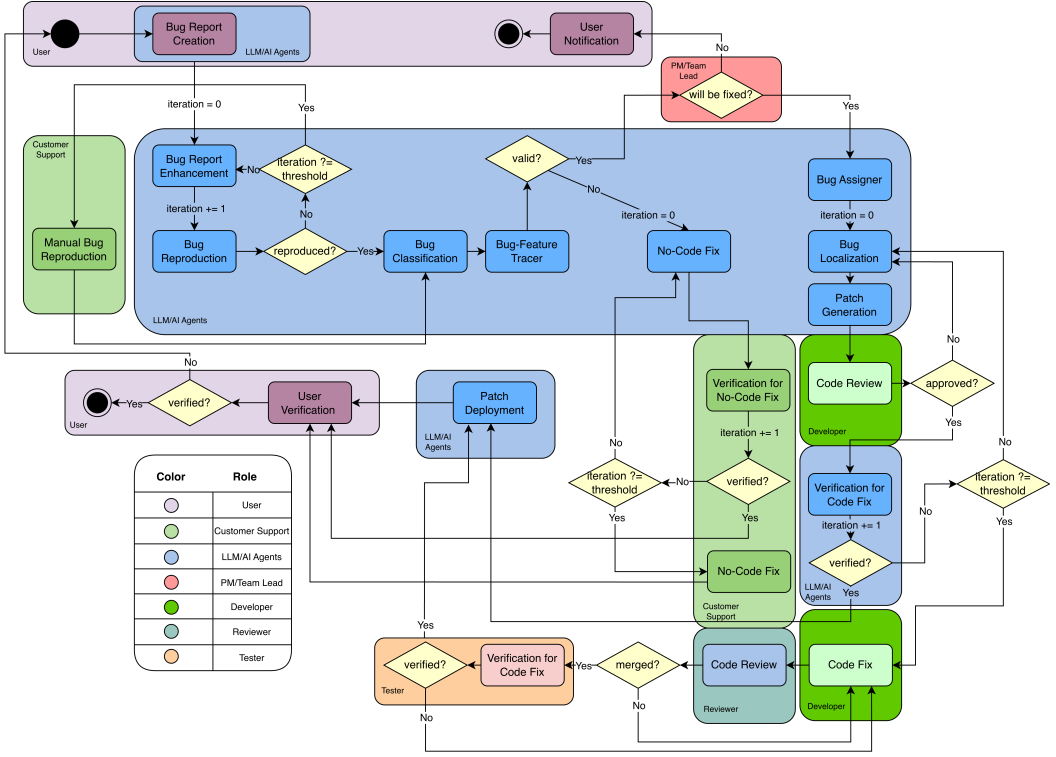 Bug Report
Creation
User
LLM/AI Agents
User
Notification
No
PM/Team
Lead
will be fixed?
Yes
iteration = 0
Yes
Customer
Support
Manual Bug
Reproduction
Bug Report
Enhancement
No
iteration ?=
threshold
iteration += 1
No
Bug
Reproduction
reproduced?
Yes
Bug
Classification
Bug-Feature
Tracer
valid?
Yes
No
iteration = 0
No-Code Fix
Bug Assigner
iteration = 0
Bug
Localization
Patch
Generation
LLM/AI Agents
No
verified?
Yes
User
User
Verification
Patch
Deployment
LLM/AI
Agents
Verification for
No-Code Fix
iteration += 1
verified?
No
Yes
No
iteration ?=
threshold
Yes
No-Code Fix
Customer
Support
Code Review
Developer
No
approved?
Yes
Verification for
Code Fix
iteration += 1
verified?
LLM/AI
Agents
Yes
No
No
iteration ?=
threshold
Yes
Color
Role
User
Customer Support
LLM/AI Agents
PM/Team Lead
Developer
Reviewer
Tester
Yes
verified?
Tester
No
Verification for
Code Fix
Yes
merged?
No
Code Review
Reviewer
Code Fix
Developer